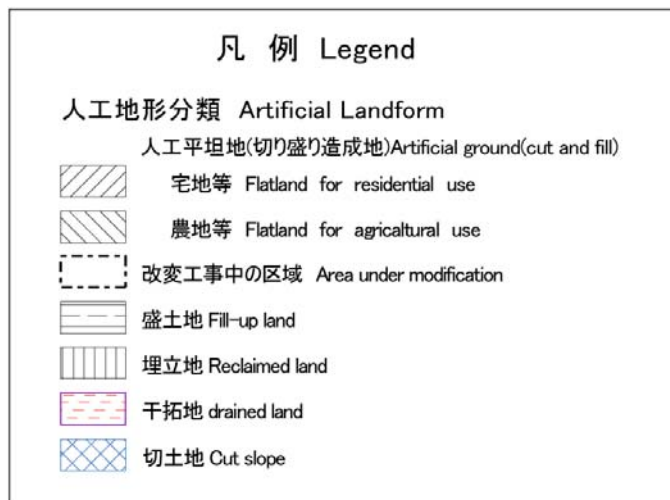 凡 例 Legend
人工地形分類 Artificial Landform
人工平坦地(切り盛り造成地)Artificial ground(cut and fill)
宅地等 Flatland for residential use
農地等 Flatland for agricaltural use
改変工事中の区域 Area under modification
盛土地 Fill-up land
埋立地 Reclaimed land
干拓地 drained land
切土地 Cut slope